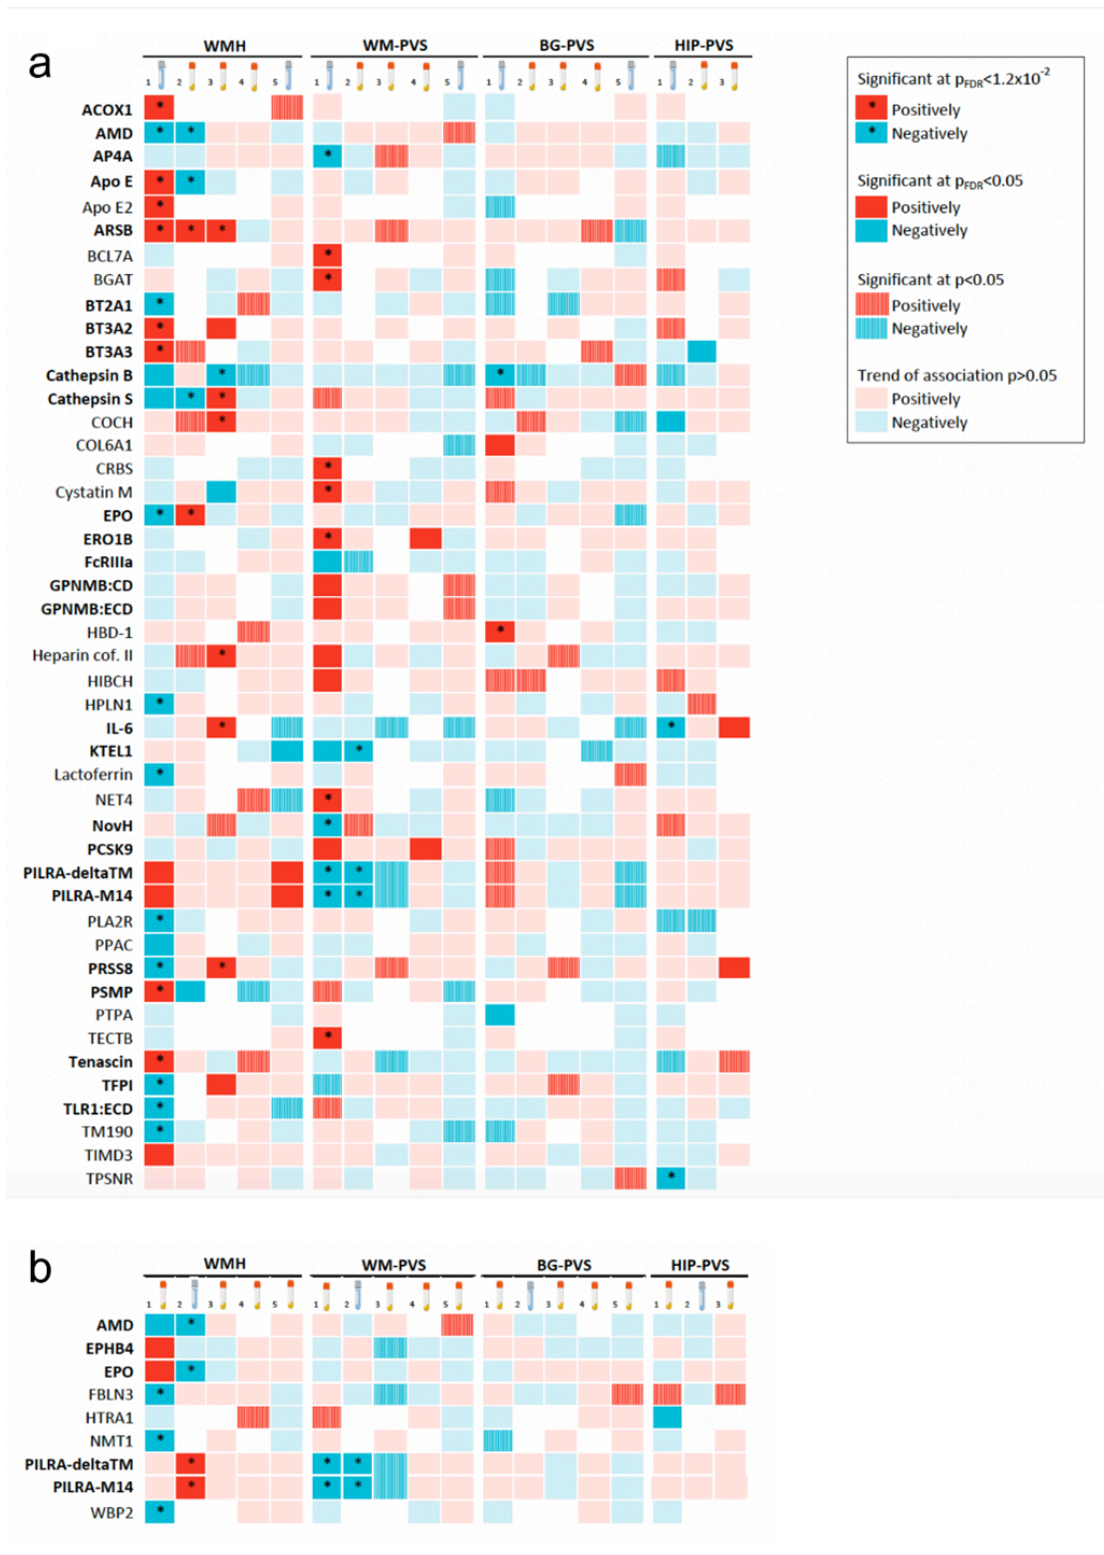 a
WMH WM-PVS BG-PVS HIP-PVS
1 2 3 4 5 1 2 3 4 5 1 2 3 4 5 1 2 3
ACOX1 * 
AMD * *
AP4A *
Apo E * *
Apo E2 *
ARSB * * *
BCL7A *
BGAT *
BT2A1 *
BT3A2 *
BT3A3 *
Cathepsin B * *
Cathepsin S * *
COCH *
COL6A1
CRBS *
Cystatin M *
EPO * *
ERO1B *
FcRIIIa
GPNMB:CD
GPNMB:ECD
HBD-1 *
Heparin cof. II *
HIBCH
HPLN1 *
IL-6 * *
KTEL1 *
Lactoferrin *
NET4 *
NovH *
PCSK9
PILRA-deltaTM * *
PILRA-M14 * *
PLA2R *
PPAC
PRSS8 * *
PSMP *
PTPA
TECTB *
Tenascin *
TFPI *
TLR1:ECD *
TM190 *
TIMD3
TPSNR *
Significant at pFDR<1.2x10-2
* Positively
* Negatively
Significant at pFDR<0.05
Positively
Negatively
Significant at p<0.05
Positively
Negatively
Trend of association p>0.05
Positively
Negatively
b
WMH WM-PVS BG-PVS HIP-PVS
1 2 3 4 5 1 2 3 4 5 1 2 3 4 5 1 2 3
AMD *
EPHB4
EPO *
FBLN3 *
HTRA1
NMT1 *
PILRA-deltaTM * * *
PILRA-M14 * * *
WBP2 *